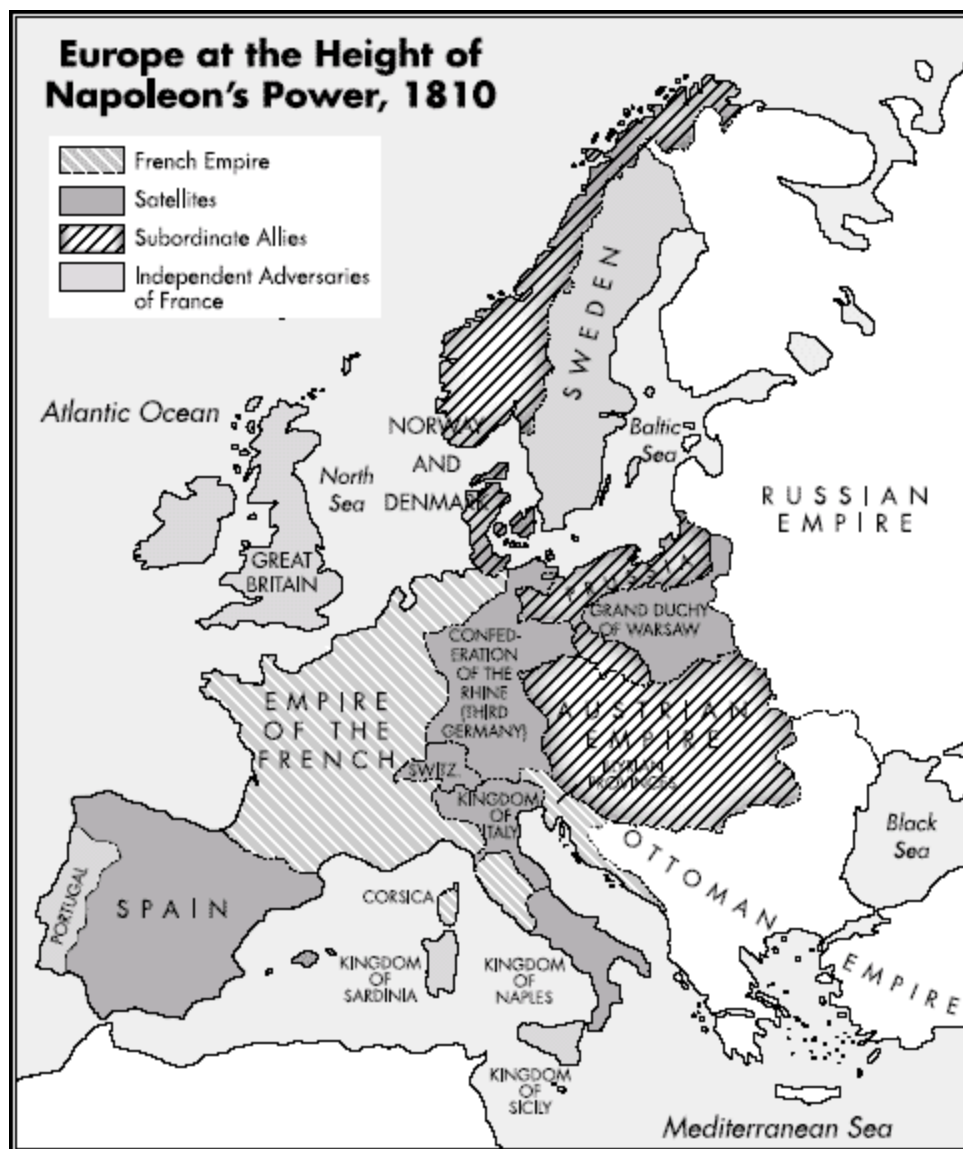 Europe at the Height of
Napoleon's Power, 1810
French Empire
Satellites
Subordinate Allies
Independent Adversaries
of France
Atlantic Ocean
North
Sea
NORWAY
AND
DENMARK
SWEDEN
Baltic
Sea
RUSSIAN
EMPIRE
GREAT
BRITAIN
PRUSSIA
GRAND DUCHY
OF WARSAW
CONFED-
ERATION
OF THE
RHINE
(THIRD
GERMANY)
EMPIRE
OF THE
FRENCH
AUSTRIAN
EMPIRE
ILLYRIAN
PROVINCES
SWITZ.
KINGDOM
OF
ITALY
OTTOMAN
EMPIRE
Black
Sea
PORTUGAL
SPAIN
CORSICA
KINGDOM
OF
SARDINIA
KINGDOM
OF
NAPLES
KINGDOM
OF
SICILY
Mediterranean Sea